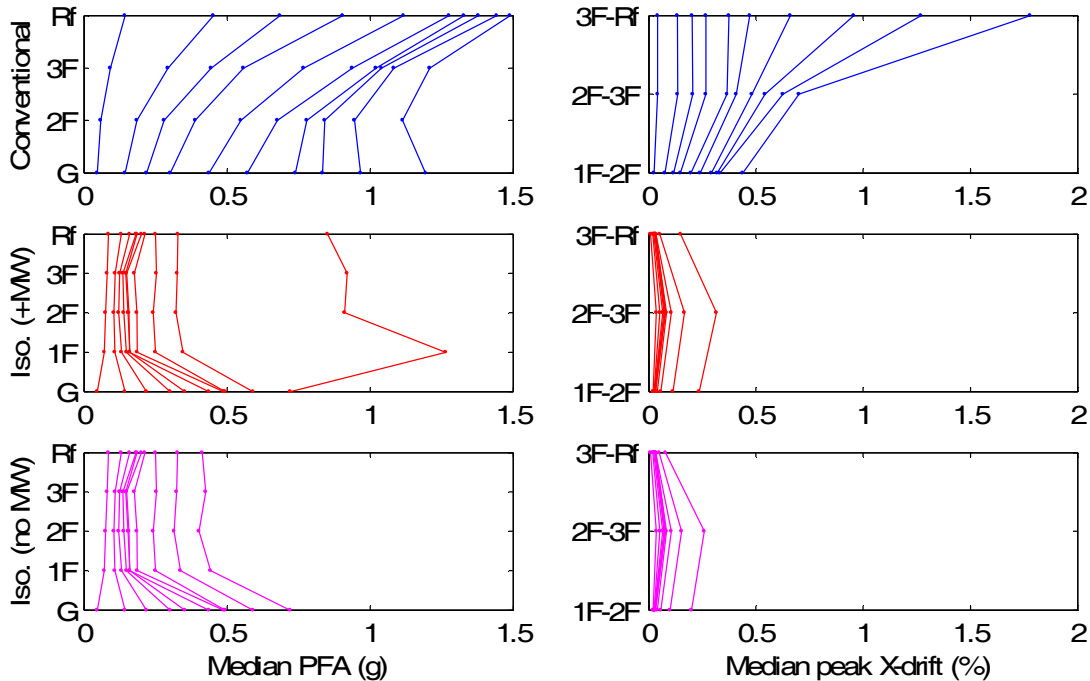 Conventional
Rf
3F
2F
G
0 0.5 1 1.5
3F-Rf
2F-3F
1F-2F
0 0.5 1 1.5 2
Iso. (+MW)
Rf
3F
2F
1F
G
0 0.5 1 1.5
3F-Rf
2F-3F
1F-2F
0 0.5 1 1.5 2
Iso. (no MW)
Rf
3F
2F
1F
G
0 0.5 1 1.5
Median PFA (g)
3F-Rf
2F-3F
1F-2F
0 0.5 1 1.5 2
Median peak X-drift (%)